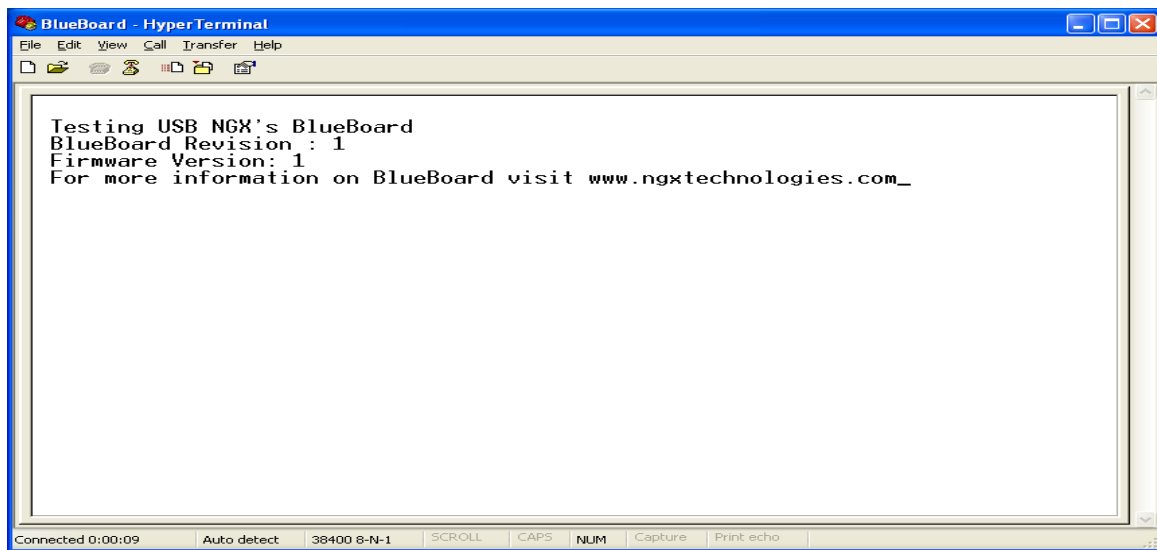 BlueBoard - HyperTerminal
File Edit View Call Transfer Help
Testing USB NGX's BlueBoard
BlueBoard Revision : 1
Firmware Version: 1
For more information on BlueBoard visit www.ngxtechnologies.com_
Connected 0:00:09 Auto detect 38400 8-N-1 SCROLL CAPS NUM Capture Print echo